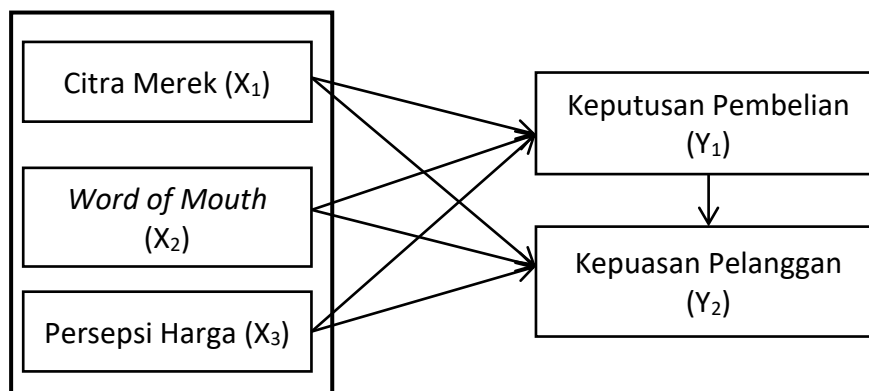 Citra Merek (X₁)
Word of Mouth
(X₂)
Persepsi Harga (X₃)
Keputusan Pembelian
(Y₁)
Kepuasan Pelanggan
(Y₂)